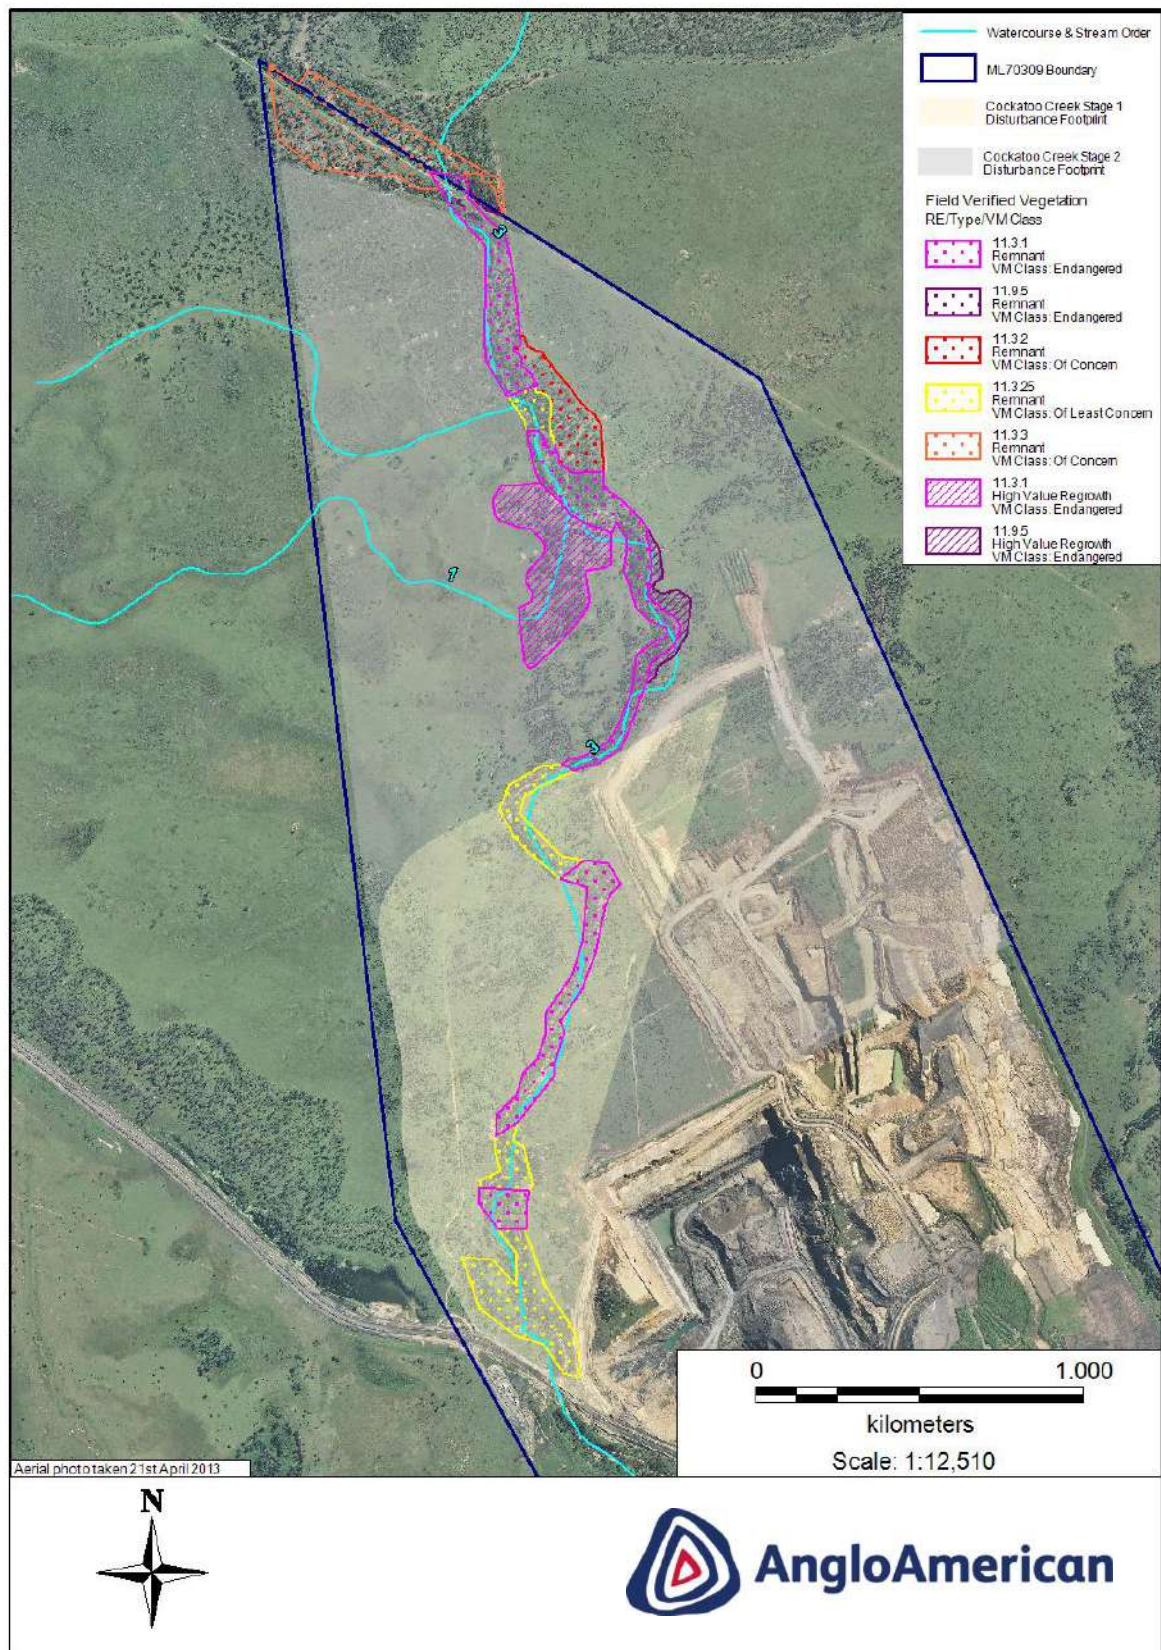 Watercourse & Stream Order
ML70309 Boundary
Cockatoo Creek Stage 1
Disturbance Footprint
Cockatoo Creek Stage 2
Disturbance Footprint
Field Verified Vegetation
RE/Type/VM Class
11.3.1
Remnant
VM Class: Endangered
11.9.5
Remnant
VM Class: Endangered
11.3.2
Remnant
VM Class: Of Concern
11.3.25
Remnant
VM Class: Of Least Concern
11.3.3
Remnant
VM Class: Of Concern
11.3.1
High Value Regrowth
VM Class: Endangered
11.9.5
High Value Regrowth
VM Class: Endangered
3
1
3
0 1.000
kilometers
Scale: 1:12,510
Aerial photo taken 21st April 2013
N
AngloAmerican